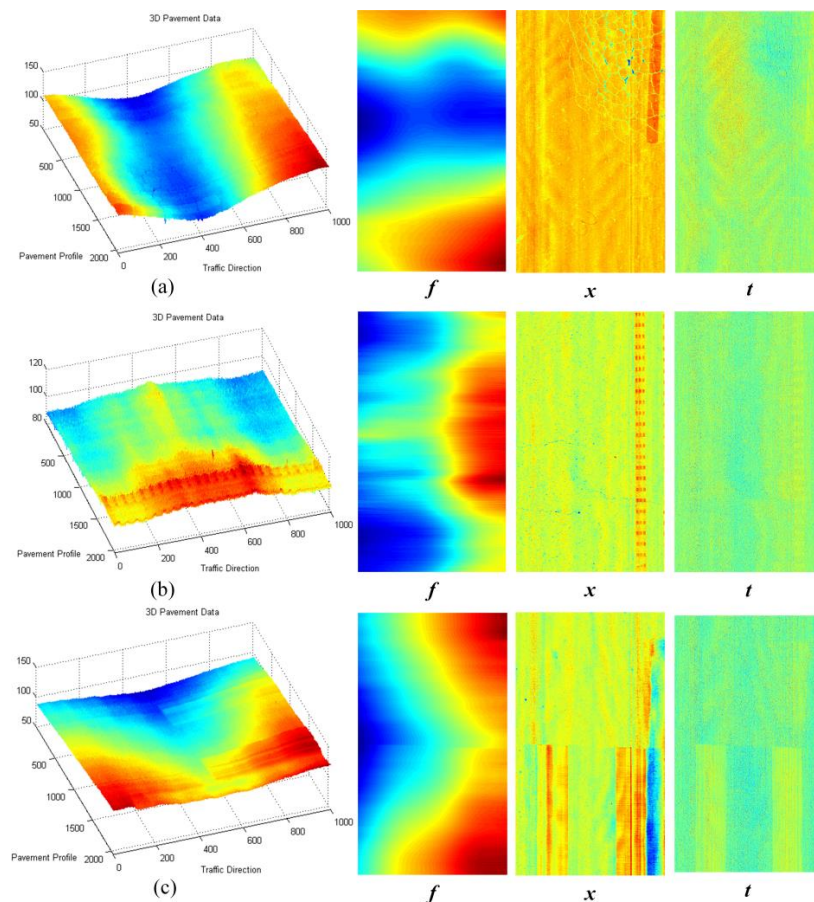 3D Pavement Data
150
100
50
500
1000
1500
2000
Pavement Profile
0
200
400
600
800
1000
Traffic Direction
(a)
f
x
t
3D Pavement Data
120
100
80
500
1000
1500
2000
Pavement Profile
0
200
400
600
800
1000
Traffic Direction
(b)
f
x
t
3D Pavement Data
150
100
50
500
1000
1500
2000
Pavement Profile
0
200
400
600
800
1000
Traffic Direction
(c)
f
x
t